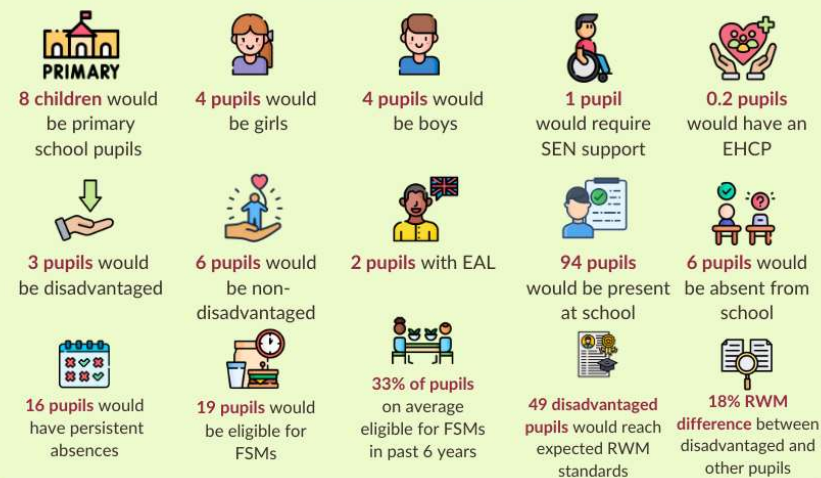 PRIMARY
8 children would
be primary
school pupils
4 pupils would
be girls
4 pupils would
be boys
1 pupil
would require
SEN support
0.2 pupils
would have an
EHCP
3 pupils would
be disadvantaged
6 pupils would
be non-
disadvantaged
2 pupils with EAL
94 pupils
would be present
at school
6 pupils would
be absent from
school
16 pupils would
have persistent
absences
19 pupils would
be eligible for
FSMs
33% of pupils
on average
eligible for FSMs
in past 6 years
49 disadvantaged
pupils would reach
expected RWM
standards
18% RWM
difference between
disadvantaged and
other pupils